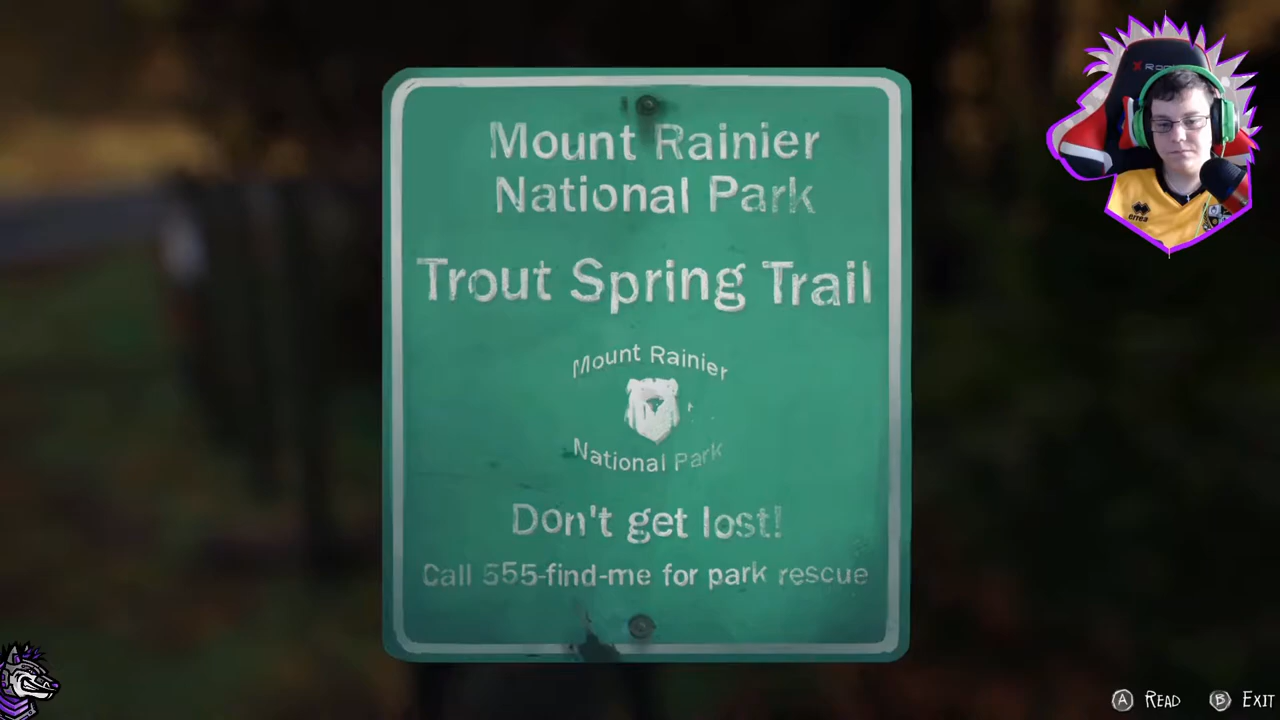 Mount Rainier
National Park
Trout Spring Trail
Mount Rainier
National Park
Don't get lost!
Call 555-find-me for park rescue
errea
A READ B EXIT